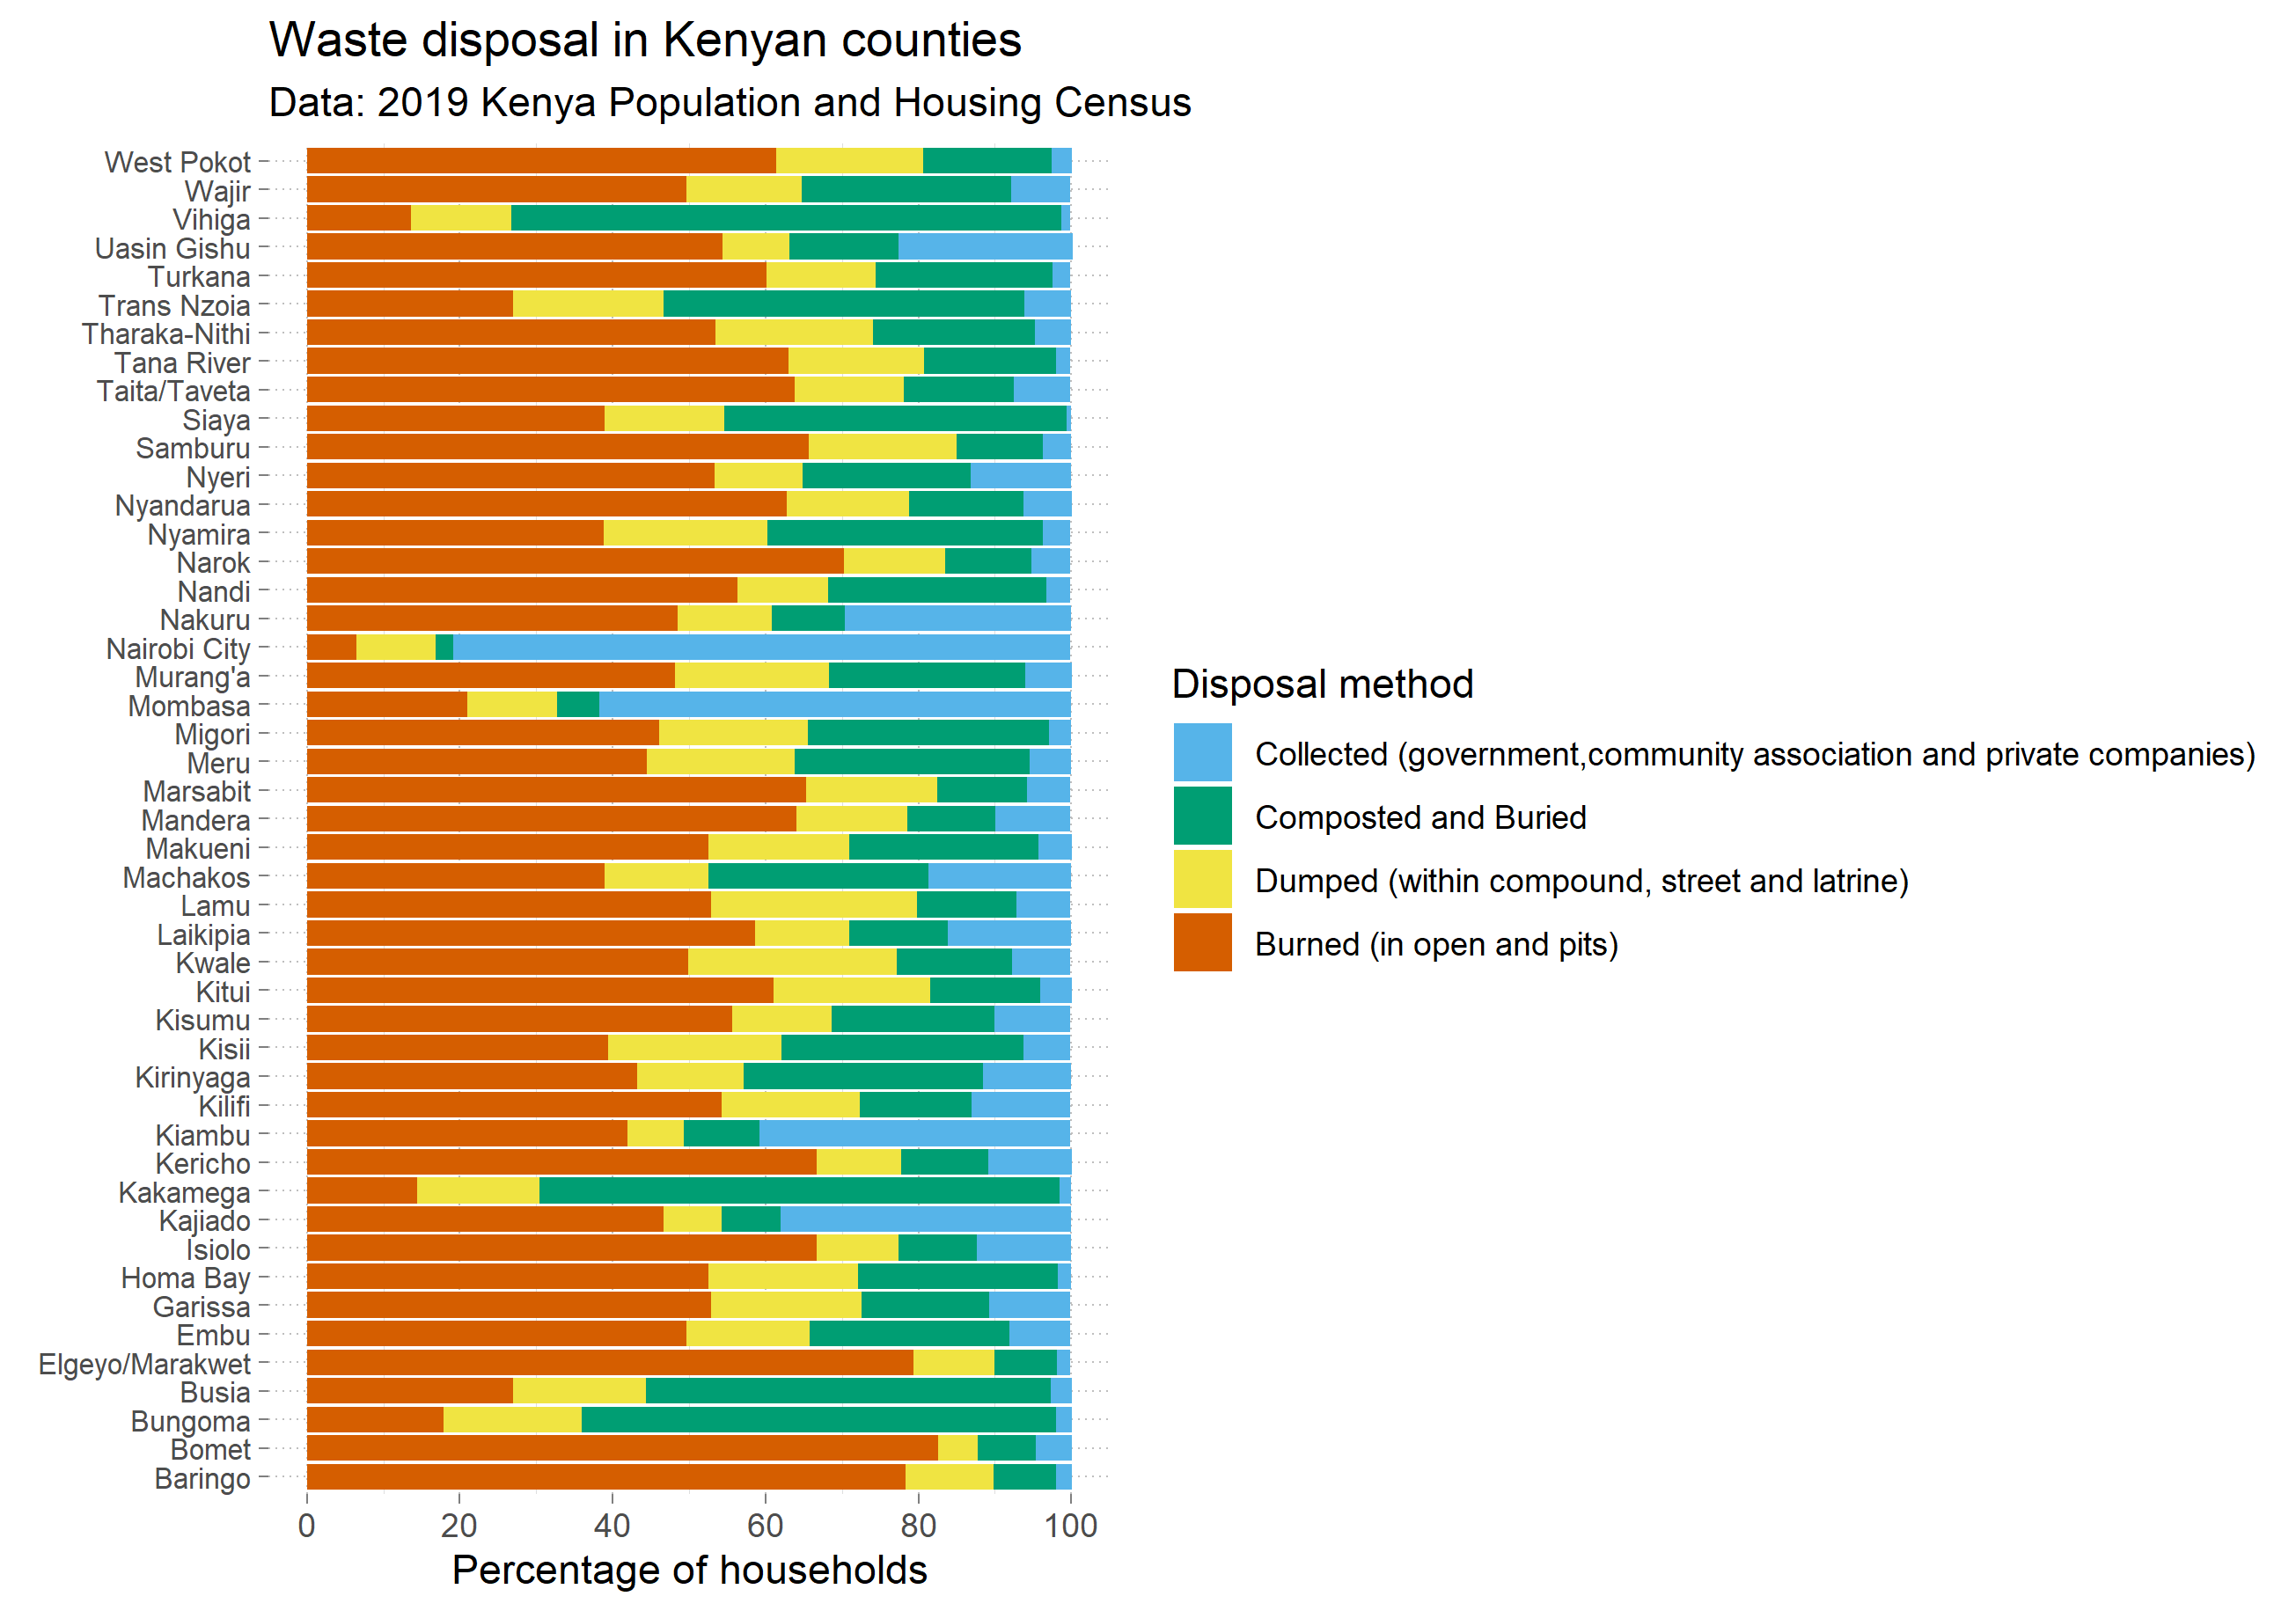 Waste disposal in Kenyan counties
Data: 2019 Kenya Population and Housing Census
West Pokot
Wajir
Vihiga
Uasin Gishu
Turkana
Trans Nzoia
Tharaka-Nithi
Tana River
Taita/Taveta
Siaya
Samburu
Nyeri
Nyandarua
Nyamira
Narok
Nandi
Nakuru
Nairobi City
Murang'a
Mombasa
Migori
Meru
Marsabit
Mandera
Makueni
Machakos
Lamu
Laikipia
Kwale
Kitui
Kisumu
Kisii
Kirinyaga
Kilifi
Kiambu
Kericho
Kakamega
Kajiado
Isiolo
Homa Bay
Garissa
Embu
Elgeyo/Marakwet
Busia
Bungoma
Bomet
Baringo
0 20 40 60 80 100
Percentage of households
Disposal method
Collected (government,community association and private companies)
Composted and Buried
Dumped (within compound, street and latrine)
Burned (in open and pits)